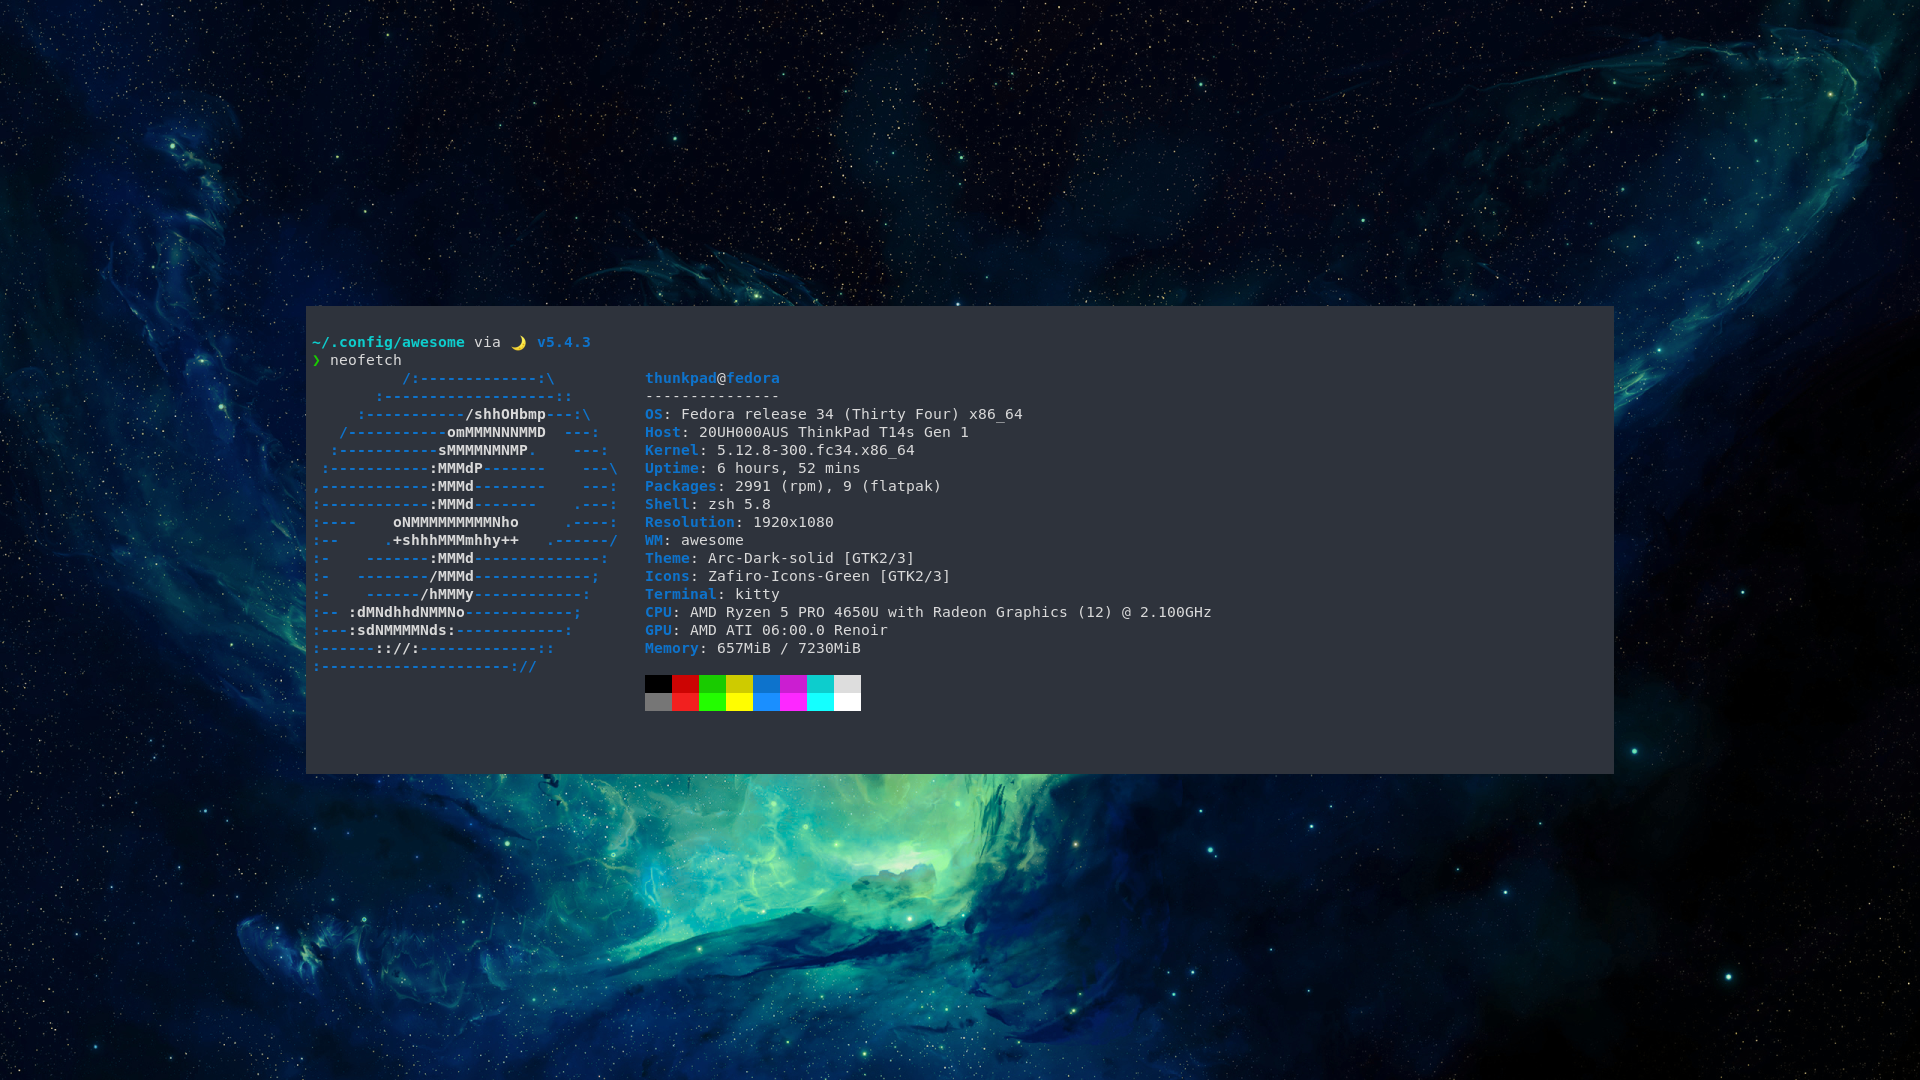 ~/.config/awesome via 🌙 v5.4.3
❯ neofetch
          /:-------------:\          thunkpad@fedora
       :-------------------::        ---------------
     :-----------/shhOHbmp---:\      OS: Fedora release 34 (Thirty Four) x86_64
   /-----------omMMMNNNMMD  ---:     Host: 20UH000AUS ThinkPad T14s Gen 1
  :-----------sMMMMNMNMP.    ---:    Kernel: 5.12.8-300.fc34.x86_64
 :-----------:MMMdP-------    ---\   Uptime: 6 hours, 52 mins
,------------:MMMd--------    ---:   Packages: 2991 (rpm), 9 (flatpak)
:------------:MMMd-------    .---:   Shell: zsh 5.8
:----    oNMMMMMMMMMNho     .----:   Resolution: 1920x1080
:--     .+shhhMMMmhhy++   .------/   WM: awesome
:-    -------:MMMd--------------:    Theme: Arc-Dark-solid [GTK2/3]
:-   --------/MMMd-------------;     Icons: Zafiro-Icons-Green [GTK2/3]
:-    ------/hMMMy------------:      Terminal: kitty
:-- :dMNdhhdNMMNo------------;       CPU: AMD Ryzen 5 PRO 4650U with Radeon Graphics (12) @ 2.100GHz
:---:sdNMMMMNds:------------:        GPU: AMD ATI 06:00.0 Renoir
:------:://:-------------::          Memory: 657MiB / 7230MiB
:---------------------://